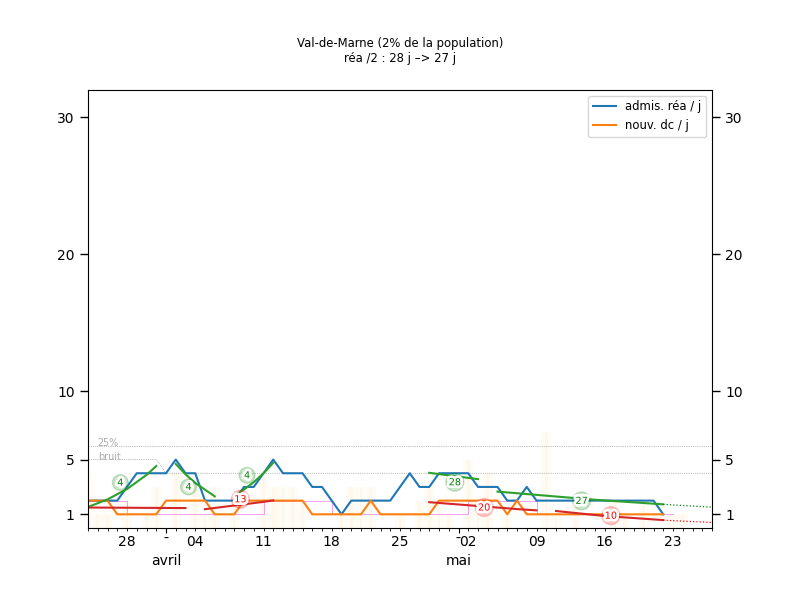 Val-de-Marne (2% de la population)
réa /2 : 28 j –> 27 j
admis. réa / j
nouv. dc / j
30 30
20 20
10 10
25%
bruit
5 5
4 4 4 13 28 20 27 10
1 1
28 04 11 18 25 02 09 16 23
avril mai